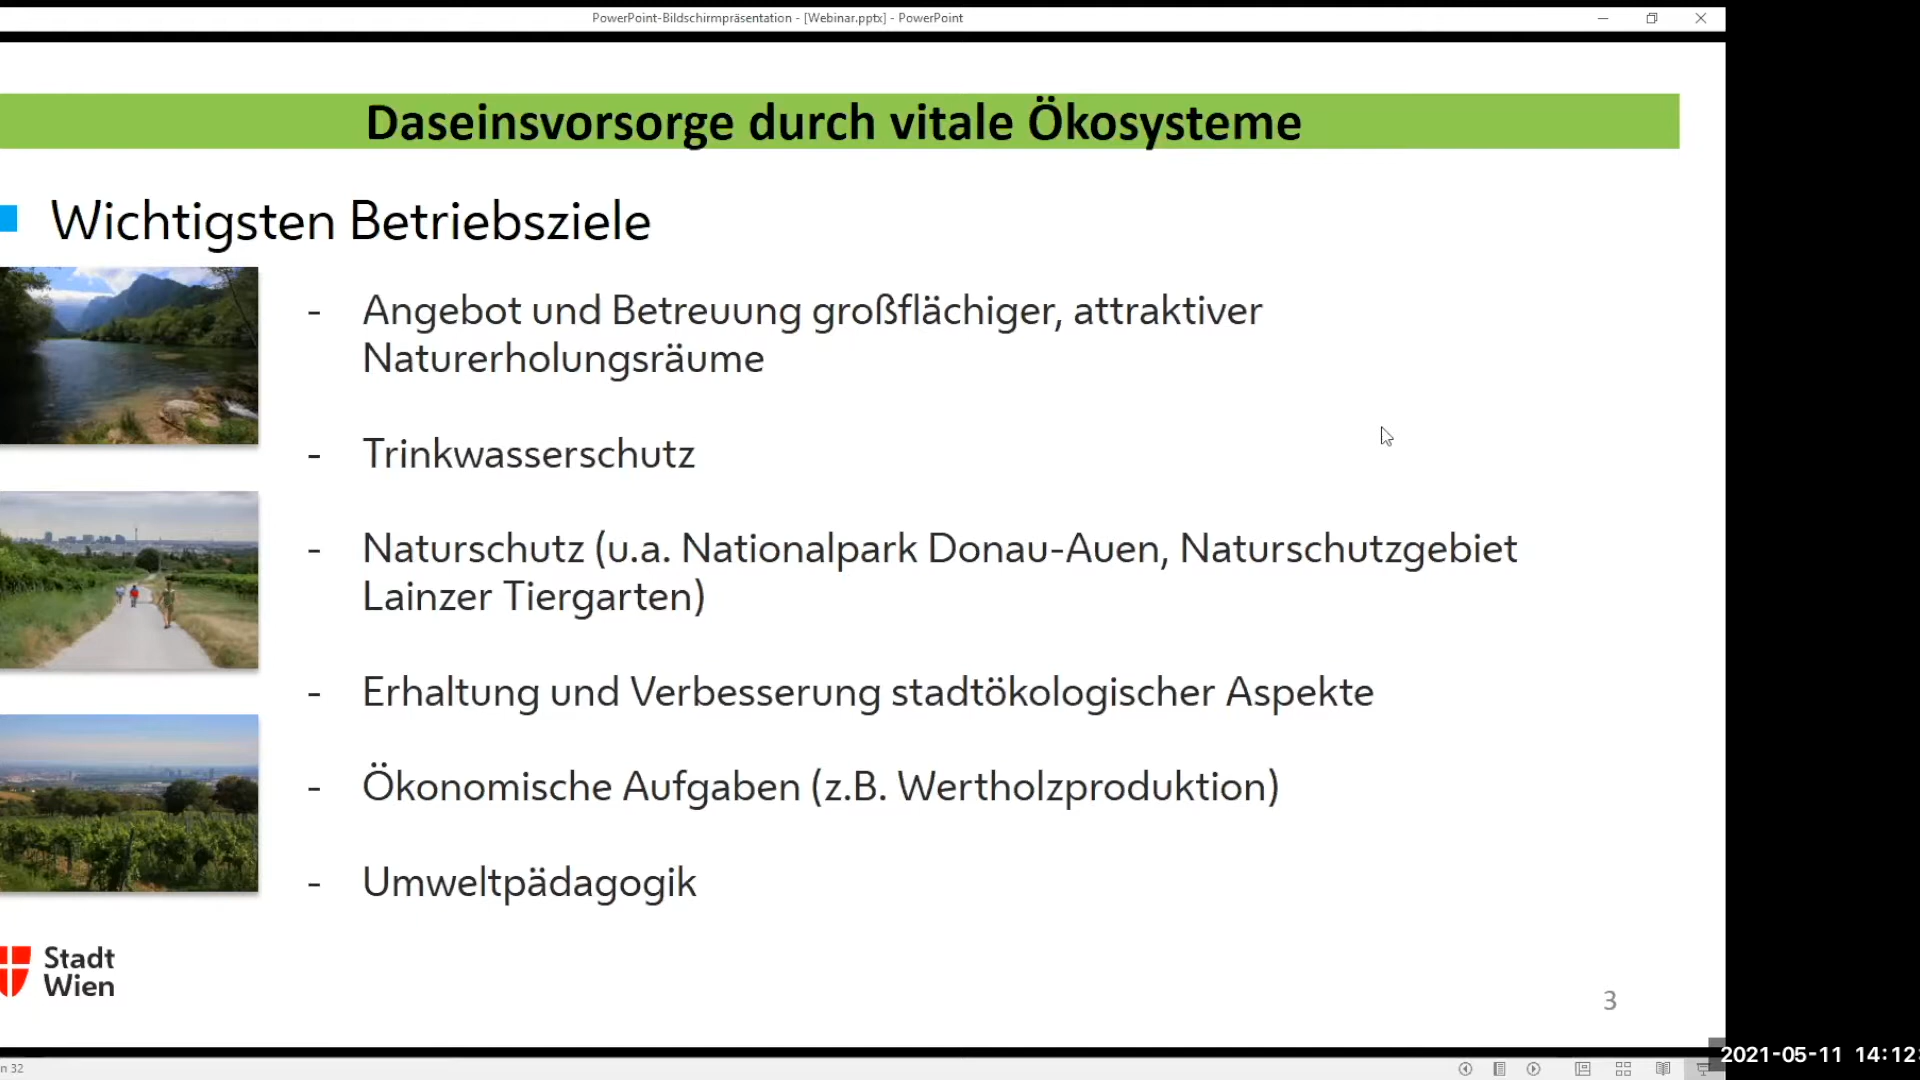 PowerPoint-Bildschirmpräsentation - [Webinar.pptx] - PowerPoint
Daseinsvorsorge durch vitale Ökosysteme
Wichtigsten Betriebsziele
- Angebot und Betreuung großflächiger, attraktiver
Naturerholungsräume
- Trinkwasserschutz
- Naturschutz (u.a. Nationalpark Donau-Auen, Naturschutzgebiet
Lainzer Tiergarten)
- Erhaltung und Verbesserung stadtökologischer Aspekte
- Ökonomische Aufgaben (z.B. Wertholzproduktion)
- Umweltpädagogik
Stadt
Wien
3
n 32
2021-05-11 14:12: